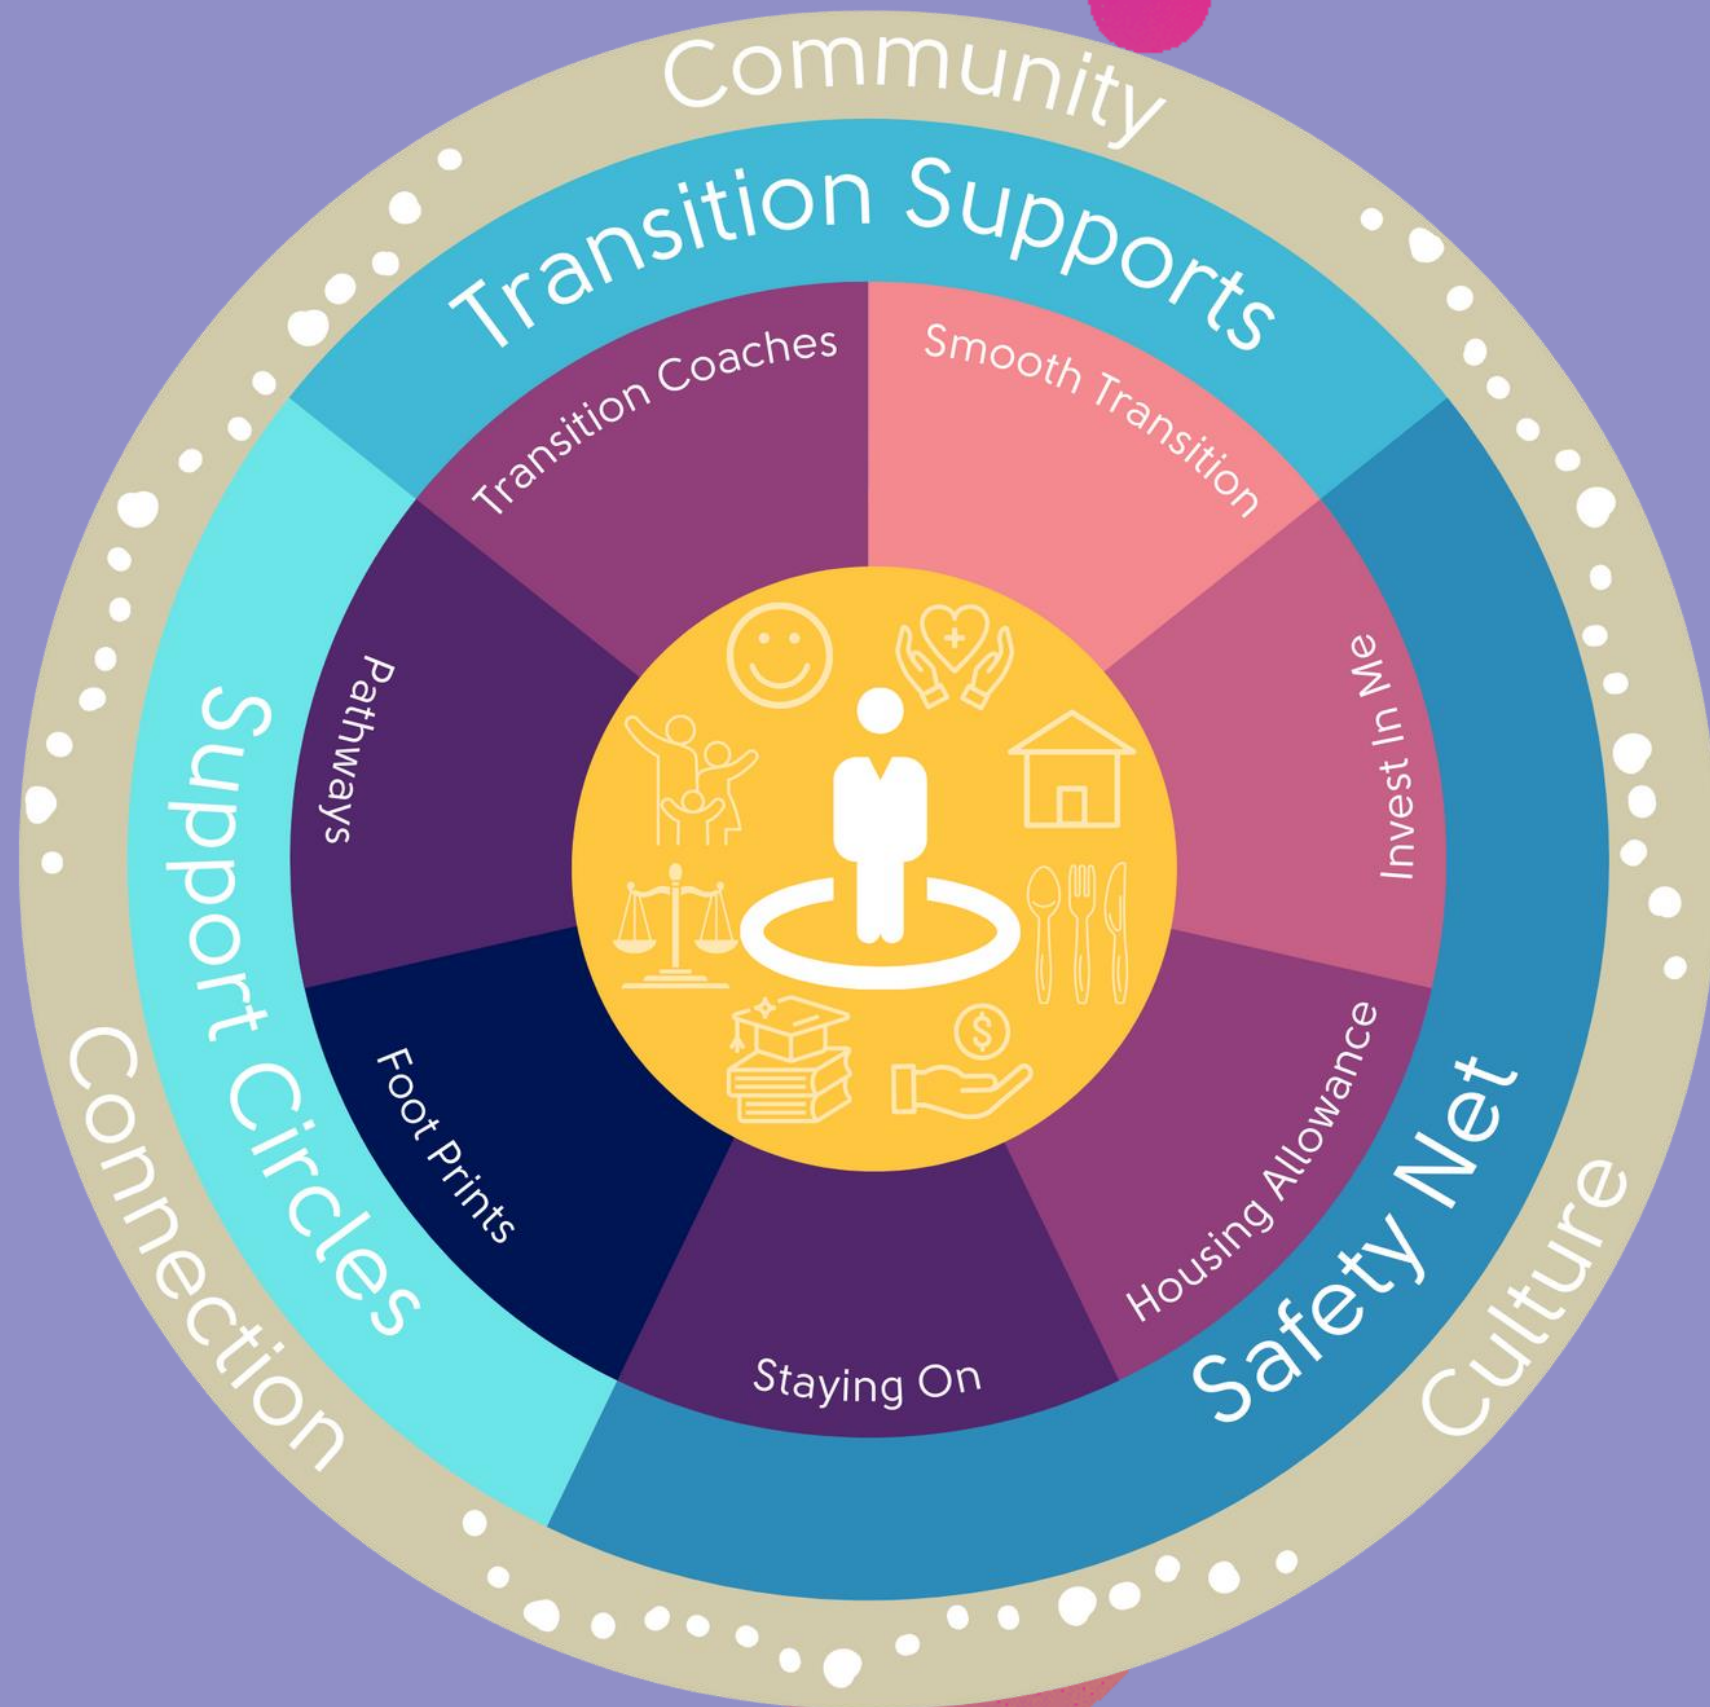 Community
Transition Supports
Transition Coaches
Smooth Transition
Pathways
Invest In Me
Support Circles
Foot Prints
Housing Allowance
Safety Net
Staying On
Connection
Culture
$